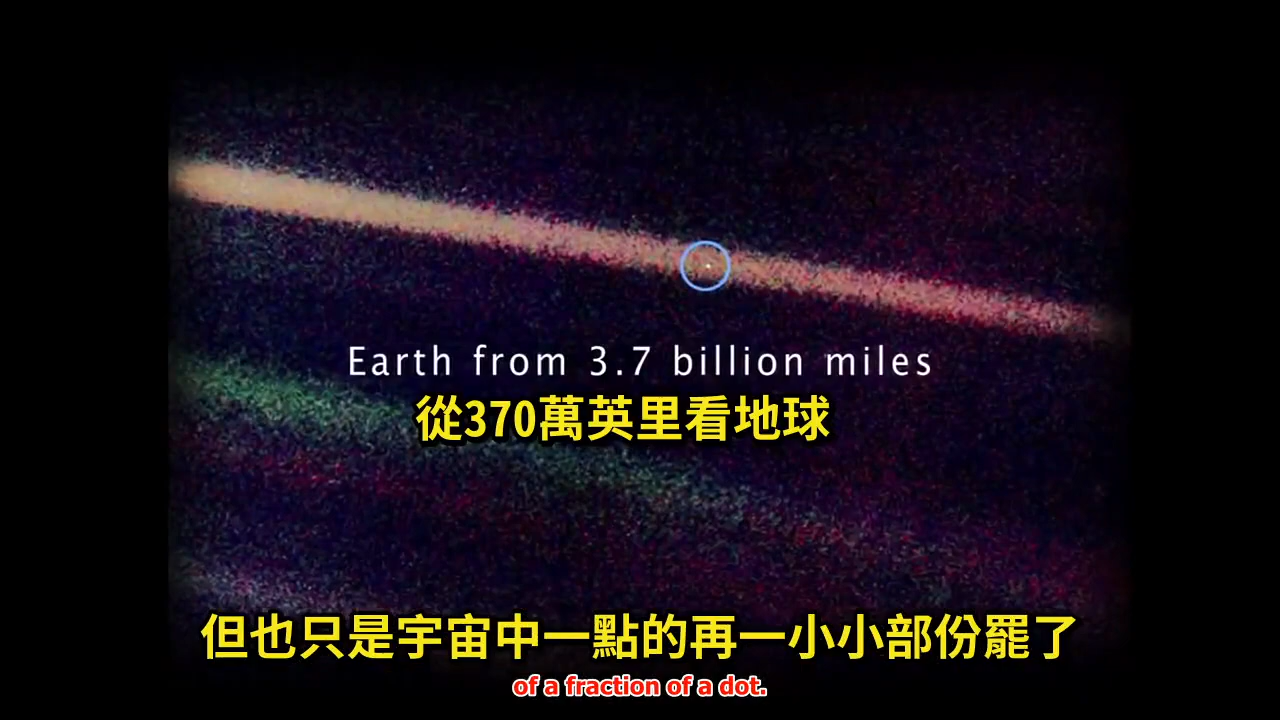 Earth from 3.7 billion miles
從370萬英里看地球
但也只是宇宙中一點的再一小小部份罷了
of a fraction of a dot.